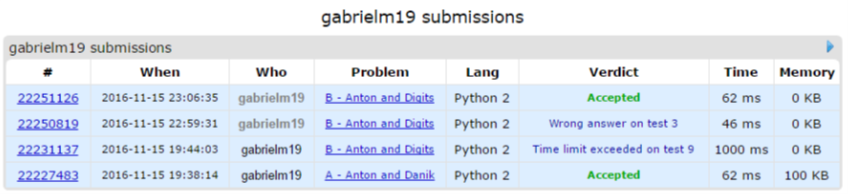 gabrielm19 submissions
gabrielm19 submissions
# When Who Problem Lang Verdict Time Memory
22251126 2016-11-15 23:06:35 gabrielm19 B - Anton and Digits Python 2 Accepted 62 ms 0 KB
22250819 2016-11-15 22:59:31 gabrielm19 B - Anton and Digits Python 2 Wrong answer on test 3 46 ms 0 KB
22231137 2016-11-15 19:44:03 gabrielm19 B - Anton and Digits Python 2 Time limit exceeded on test 9 1000 ms 0 KB
22227483 2016-11-15 19:38:14 gabrielm19 A - Anton and Danik Python 2 Accepted 62 ms 100 KB